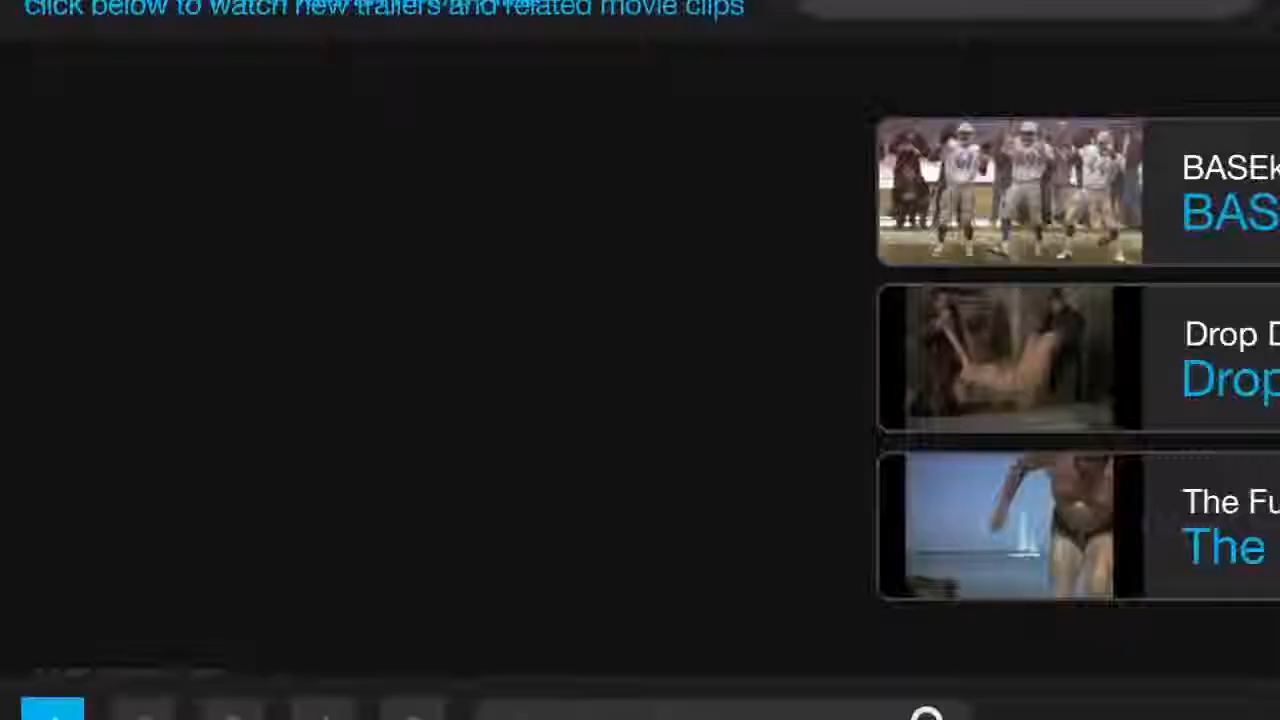 click below to watch new trailers and related movie clips
BASEk
BAS
Drop D
Drop
The Fu
The